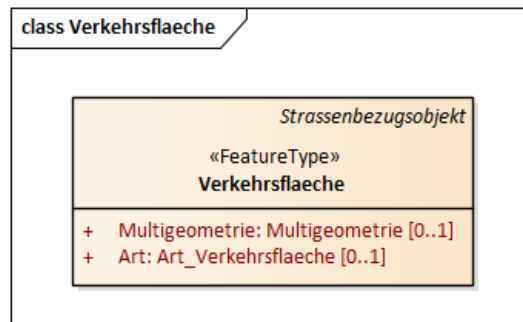 class Verkehrsflaeche
Strassenbezugsobjekt
«FeatureType»
Verkehrsflaeche
+ Multigeometrie: Multigeometrie [0..1]
+ Art: Art_Verkehrsflaeche [0..1]